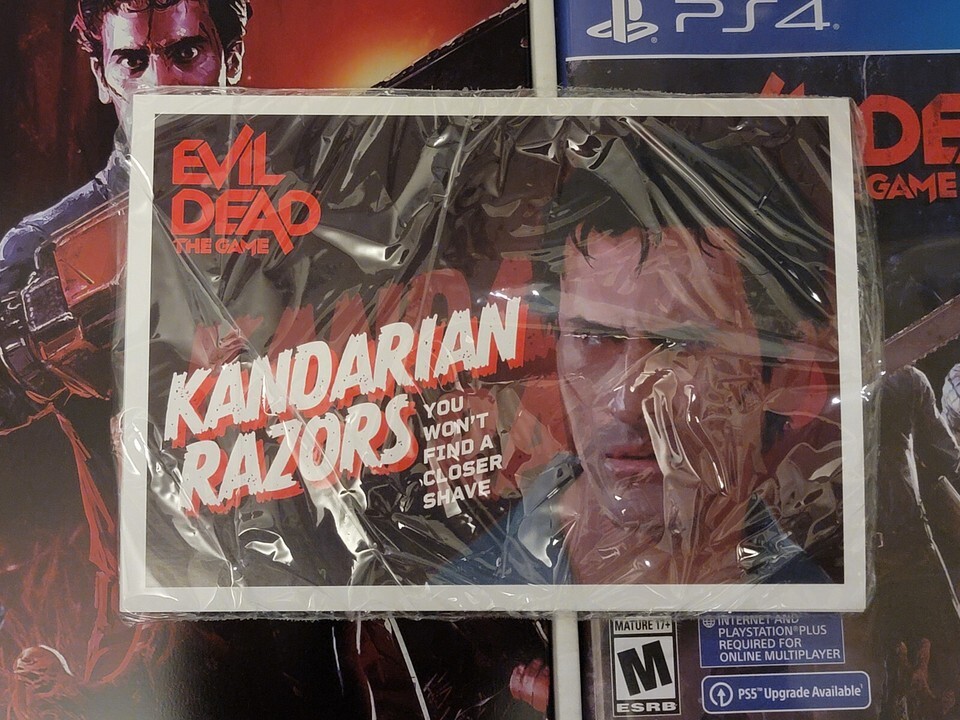 PS4
EVIL
DEAD
THE GAME
KANDARIAN
RAZORS
YOU
WON'T
FIND A
CLOSER
SHAVE
DE
GAME
MATURE 17+
M
ESRB
INTERNET AND
PLAYSTATION®PLUS
REQUIRED FOR
ONLINE MULTIPLAYER
PS5™ Upgrade Available¹